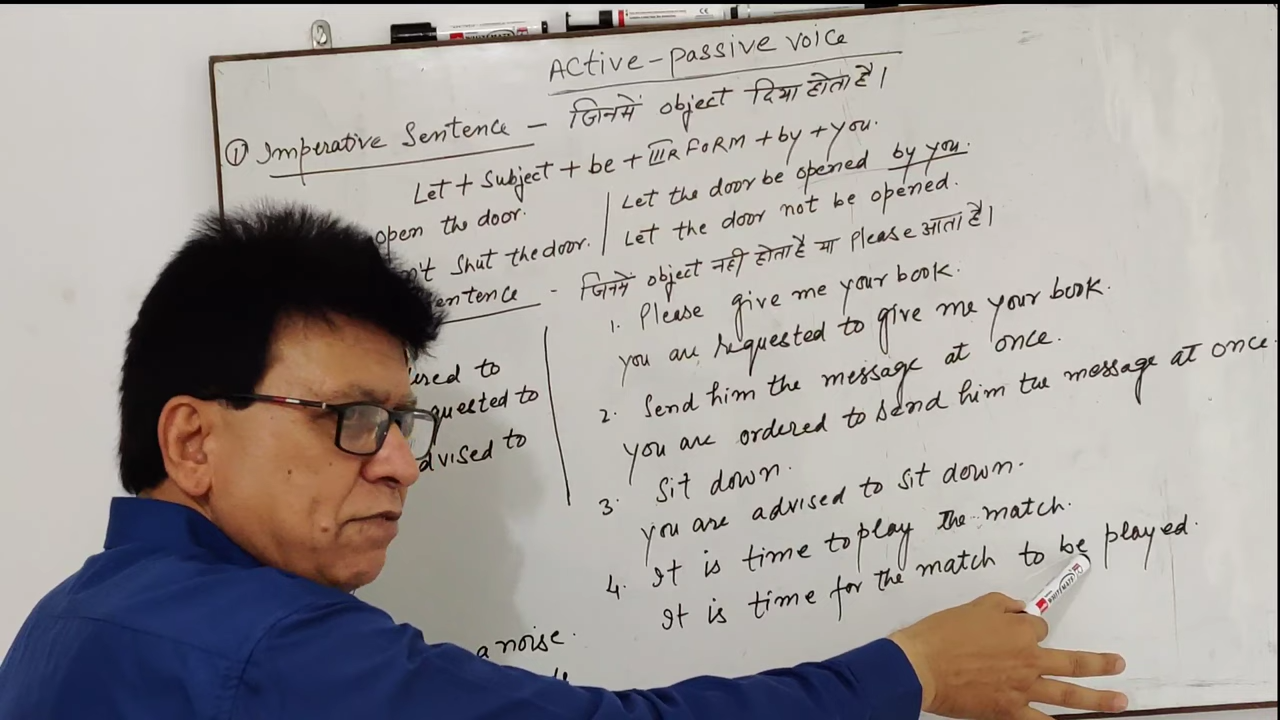 Active-passive voice
① Imperative Sentence - जिनमें object दिया होता है।
Let + Subject + be + IIIR FORM + by + you.
open the door. | Let the door be opened by you.
n't shut the door. | Let the door not be opened.
entence - जिनमें object नही होता है या Please आता है।
1. Please give me your book.
you are requested to give me your book.
2. Send him the message at once.
you are ordered to send him the message at once.
ered to
quested to
dvised to
3. Sit down.
you are advised to sit down.
4. It is time to play the match.
It is time for the match to be played.
a noise.